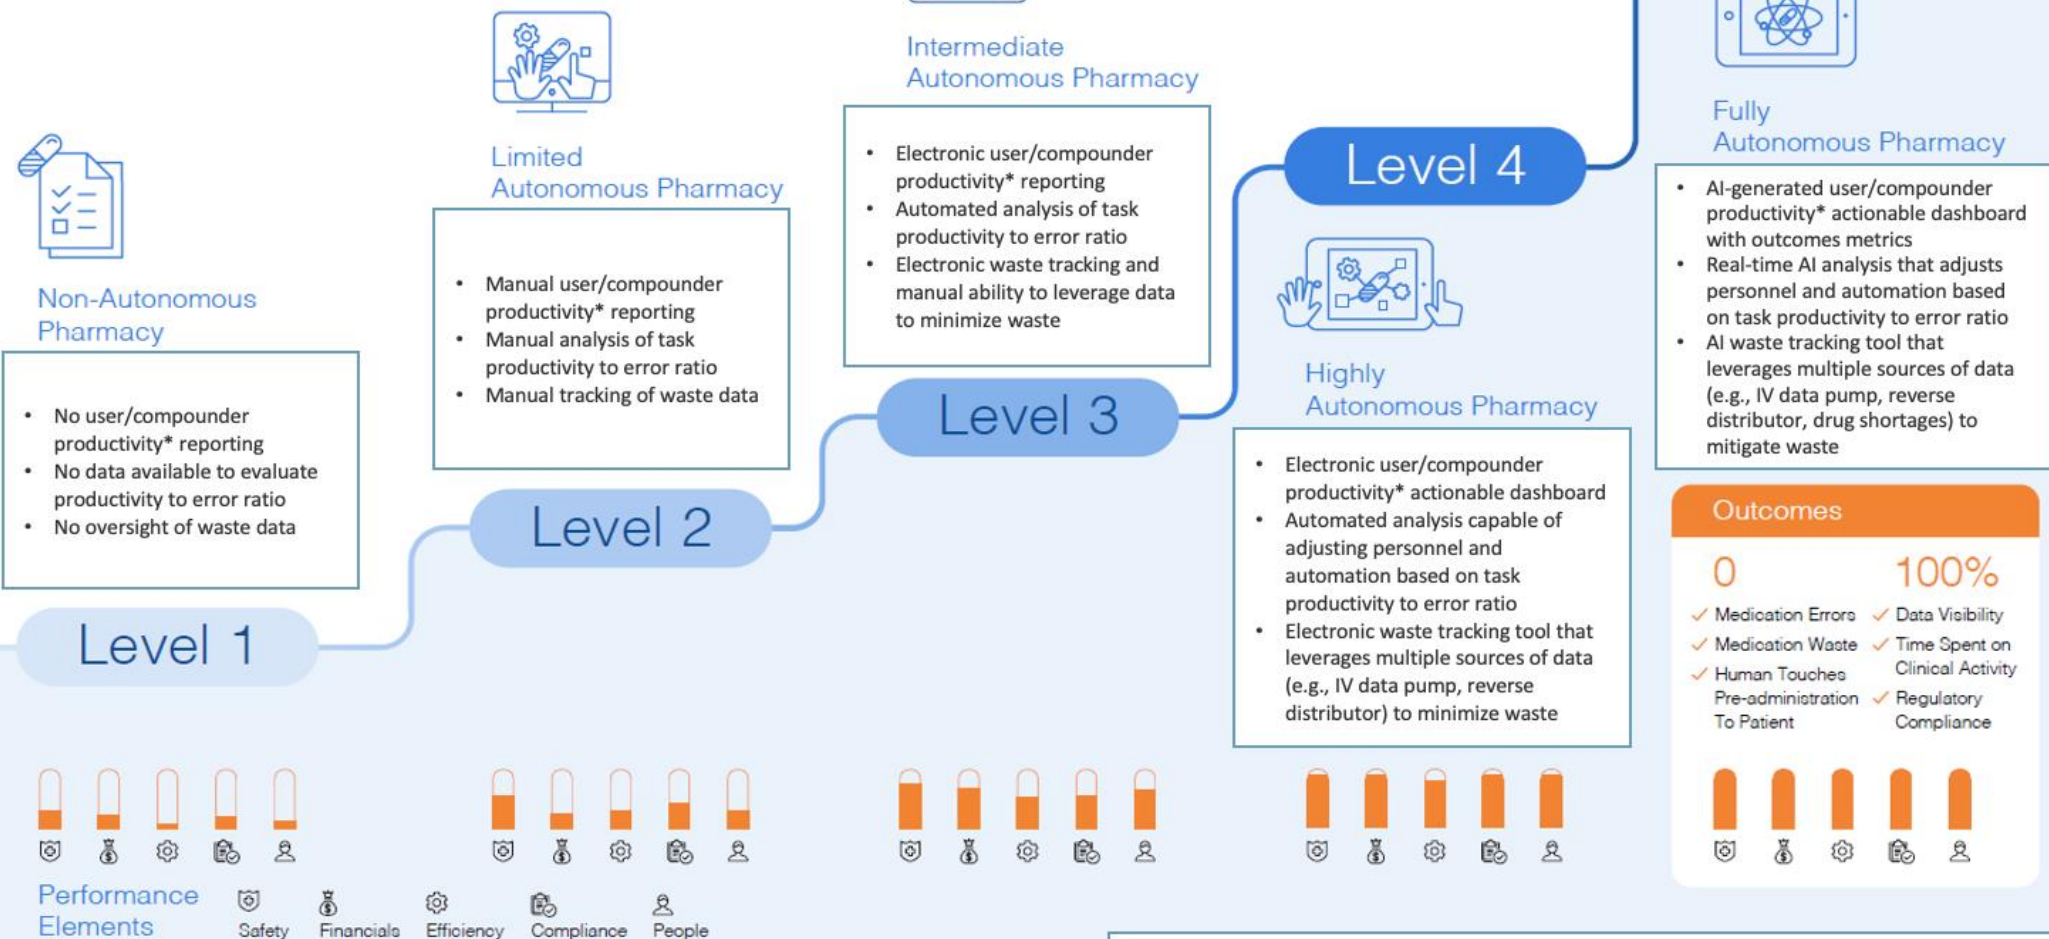 Non-Autonomous
Pharmacy
• No user/compounder
productivity* reporting
• No data available to evaluate
productivity to error ratio
• No oversight of waste data
Level 1
Limited
Autonomous Pharmacy
• Manual user/compounder
productivity* reporting
• Manual analysis of task
productivity to error ratio
• Manual tracking of waste data
Level 2
Intermediate
Autonomous Pharmacy
• Electronic user/compounder
productivity* reporting
• Automated analysis of task
productivity to error ratio
• Electronic waste tracking and
manual ability to leverage data
to minimize waste
Level 3
Level 4
Highly
Autonomous Pharmacy
• Electronic user/compounder
productivity* actionable dashboard
• Automated analysis capable of
adjusting personnel and
automation based on task
productivity to error ratio
• Electronic waste tracking tool that
leverages multiple sources of data
(e.g., IV data pump, reverse
distributor) to minimize waste
Fully
Autonomous Pharmacy
• AI-generated user/compounder
productivity* actionable dashboard
with outcomes metrics
• Real-time AI analysis that adjusts
personnel and automation based
on task productivity to error ratio
• AI waste tracking tool that
leverages multiple sources of data
(e.g., IV data pump, reverse
distributor, drug shortages) to
mitigate waste
Outcomes
0
✓ Medication Errors
✓ Medication Waste
✓ Human Touches
Pre-administration
To Patient
100%
✓ Data Visibility
✓ Time Spent on
Clinical Activity
✓ Regulatory
Compliance
Performance
Elements
Safety
Financials
Efficiency
Compliance
People